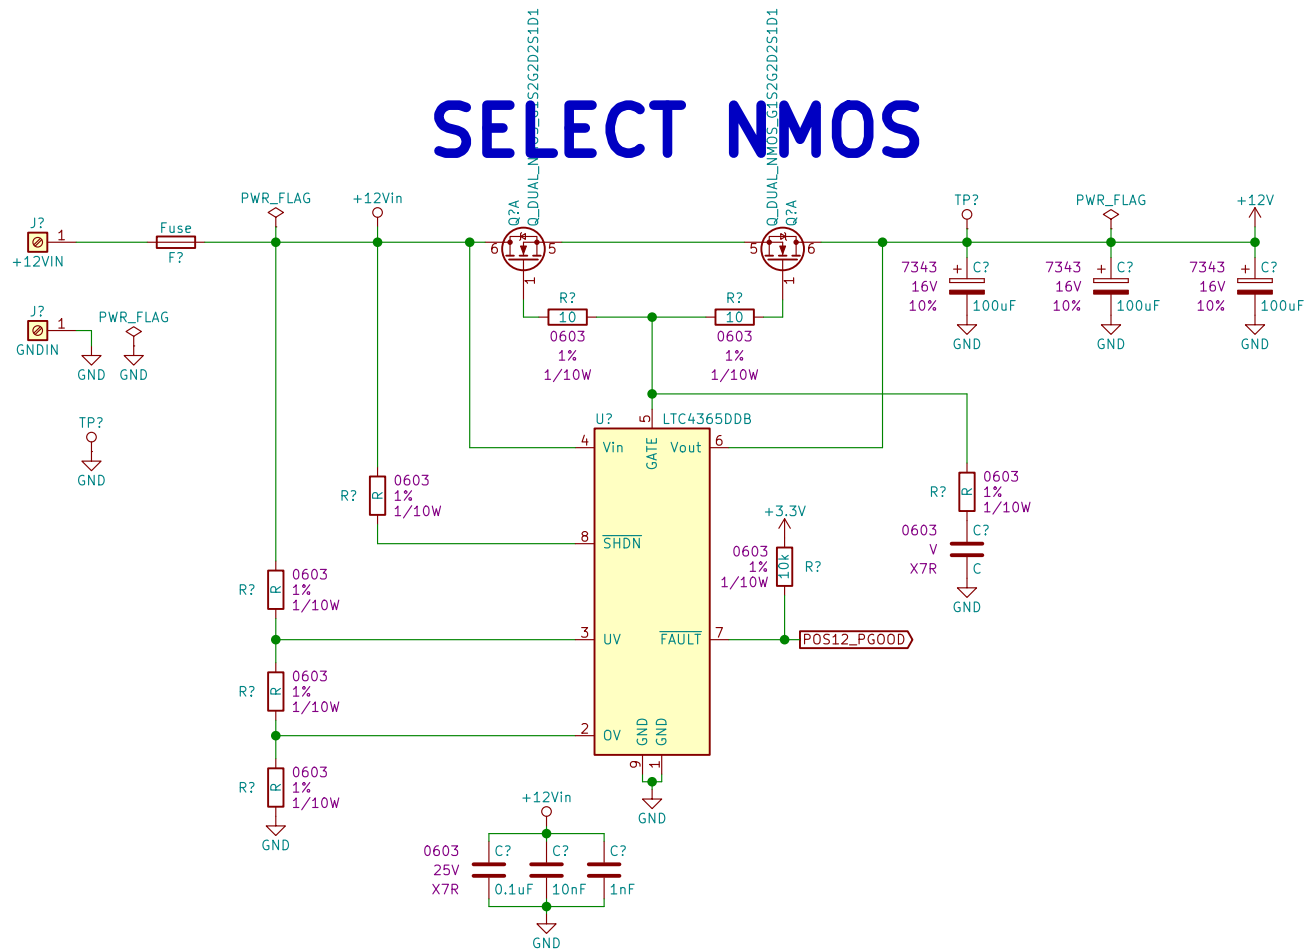 SELECT NMOS
Q_DUAL_NMOS_G1S2G2D2S1D1
Q?A
6
5
1
Q_DUAL_NMOS_G1S2G2D2S1D1
Q?A
5
6
1
J?
1
+12VIN
Fuse
F?
PWR_FLAG
+12Vin
TP?
PWR_FLAG
+12V
7343
16V
10%
+
C?
100uF
GND
7343
16V
10%
+
C?
100uF
GND
7343
16V
10%
+
C?
100uF
GND
J?
1
GNDIN
GND
PWR_FLAG
GND
TP?
GND
R?
10
0603
1%
1/10W
R?
10
0603
1%
1/10W
U?
LTC4365DDB
5
GATE
4
Vin
Vout
6
8
SHDN
3
UV
FAULT
7
2
OV
GND
GND
9
1
GND
R?
R
0603
1%
1/10W
R?
R
0603
1%
1/10W
R?
R
0603
1%
1/10W
R?
R
0603
1%
1/10W
GND
+3.3V
0603
1%
1/10W
10k
R?
POS12_PGOOD
R?
R
0603
1%
1/10W
0603
V
X7R
C?
C
GND
+12Vin
0603
25V
X7R
C?
0.1uF
C?
10nF
C?
1nF
GND